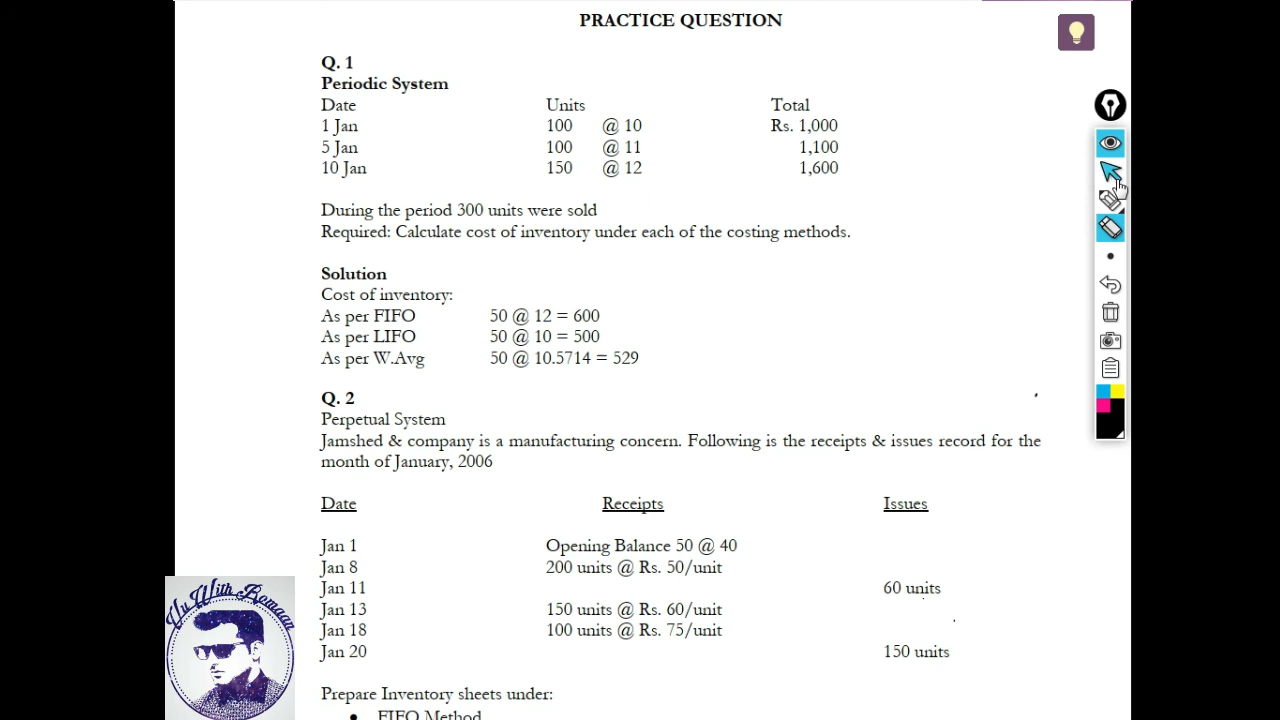 PRACTICE QUESTION
Q. 1
Periodic System
Date Units Total
1 Jan 100 @ 10 Rs. 1,000
5 Jan 100 @ 11 1,100
10 Jan 150 @ 12 1,600
During the period 300 units were sold
Required: Calculate cost of inventory under each of the costing methods.
Solution
Cost of inventory:
As per FIFO 50 @ 12 = 600
As per LIFO 50 @ 10 = 500
As per W.Avg 50 @ 10.5714 = 529
Q. 2
Perpetual System
Jamshed & company is a manufacturing concern. Following is the receipts & issues record for the
month of January, 2006
Date Receipts Issues
Jan 1 Opening Balance 50 @ 40
Jan 8 200 units @ Rs. 50/unit
Jan 11 60 units
Jan 13 150 units @ Rs. 60/unit
Jan 18 100 units @ Rs. 75/unit
Jan 20 150 units
Prepare Inventory sheets under:
• FIFO Method
With